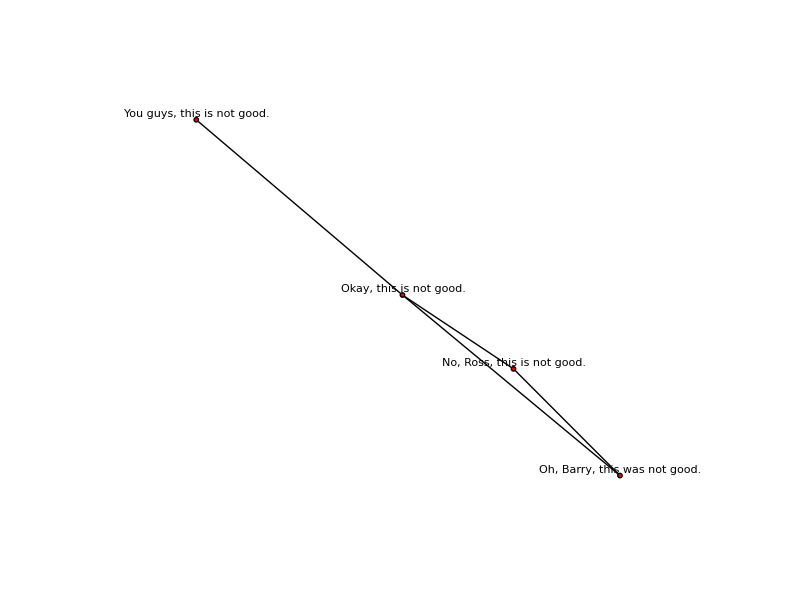 You guys, this is not good.
Okay, this is not good.
No, Ross, this is not good.
Oh, Barry, this was not good.